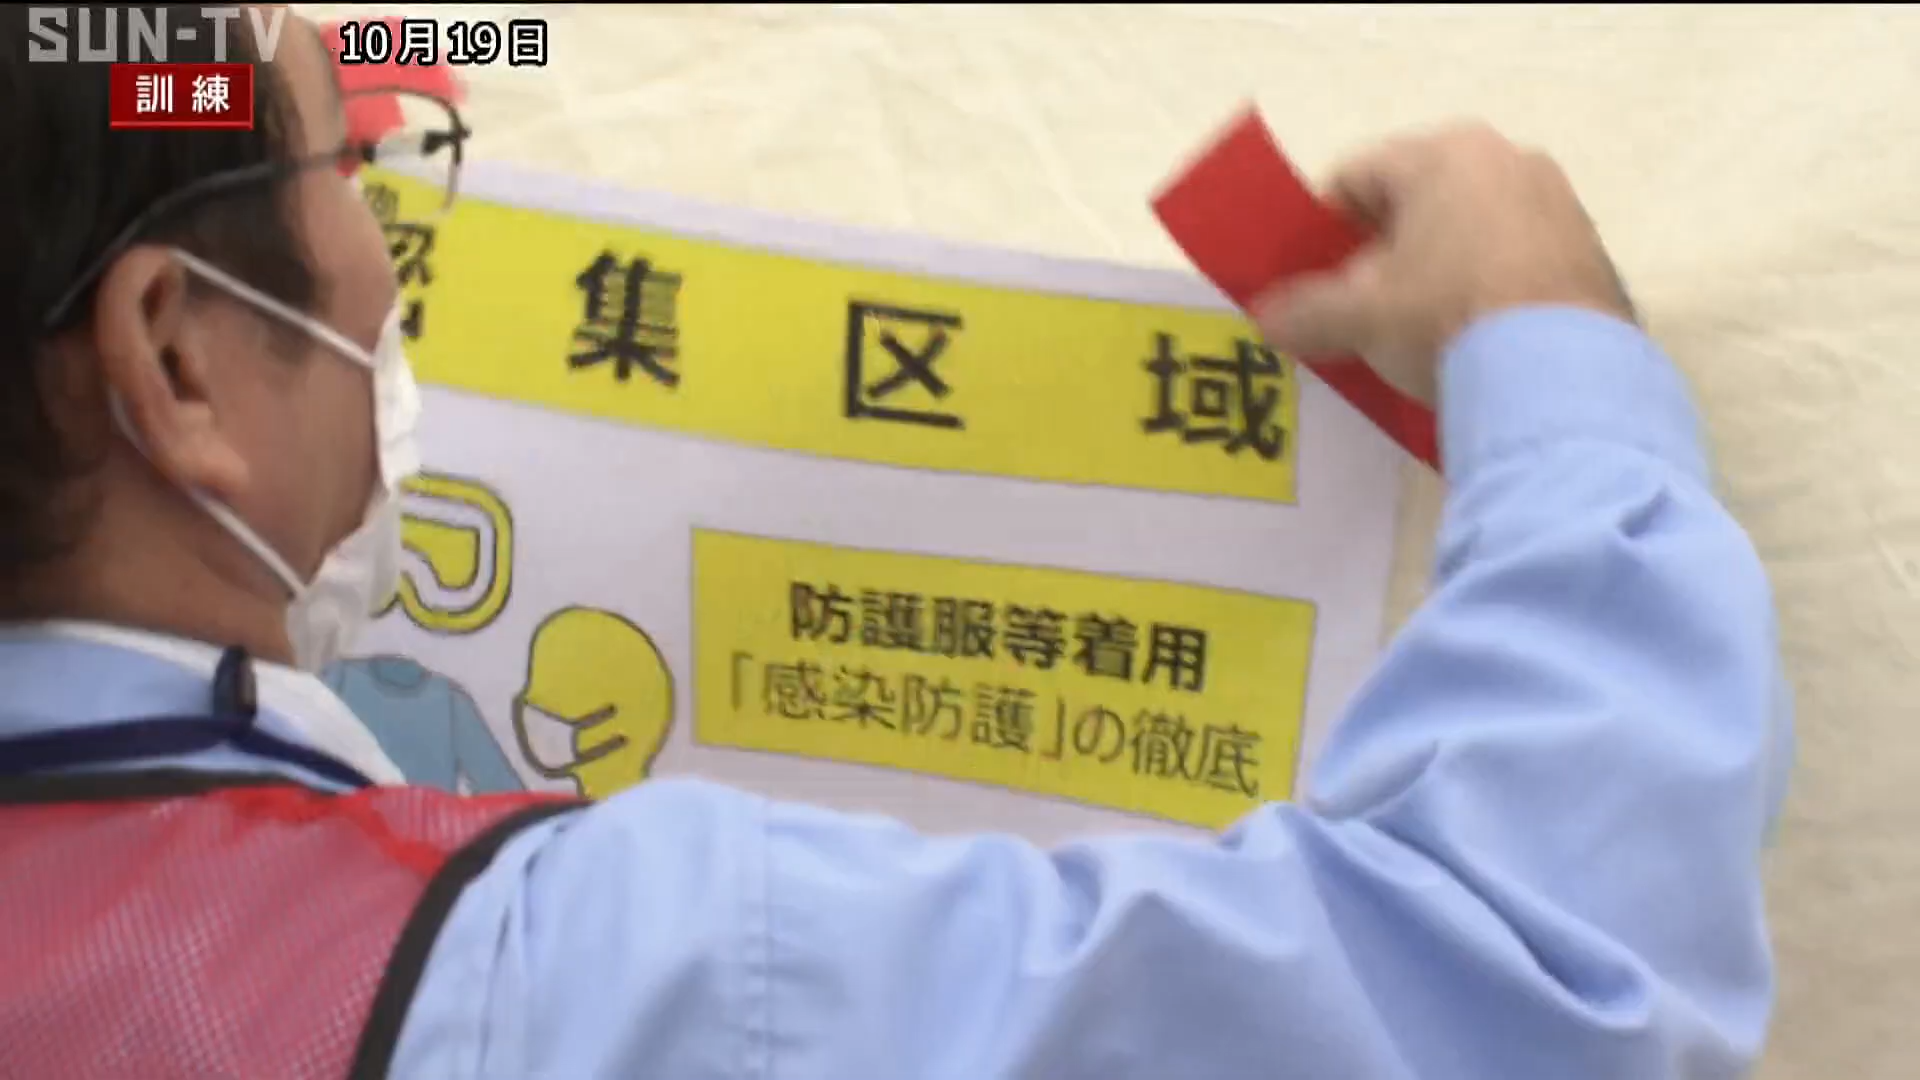 SUN-TV
10月19日
訓練
集区域
防護服等着用
「感染防護」の徹底